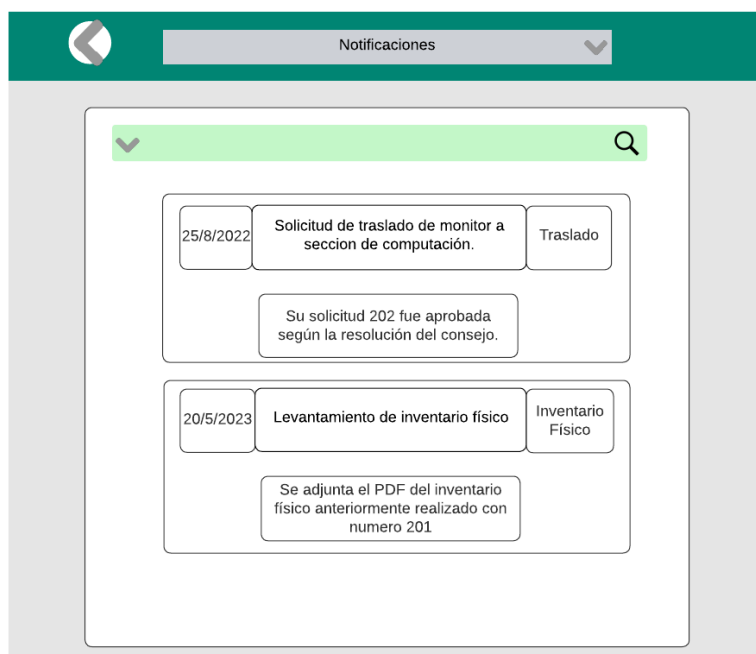 Notificaciones
25/8/2022
Solicitud de traslado de monitor a
seccion de computación.
Traslado
Su solicitud 202 fue aprobada
según la resolución del consejo.
20/5/2023
Levantamiento de inventario físico
Inventario
Físico
Se adjunta el PDF del inventario
físico anteriormente realizado con
numero 201